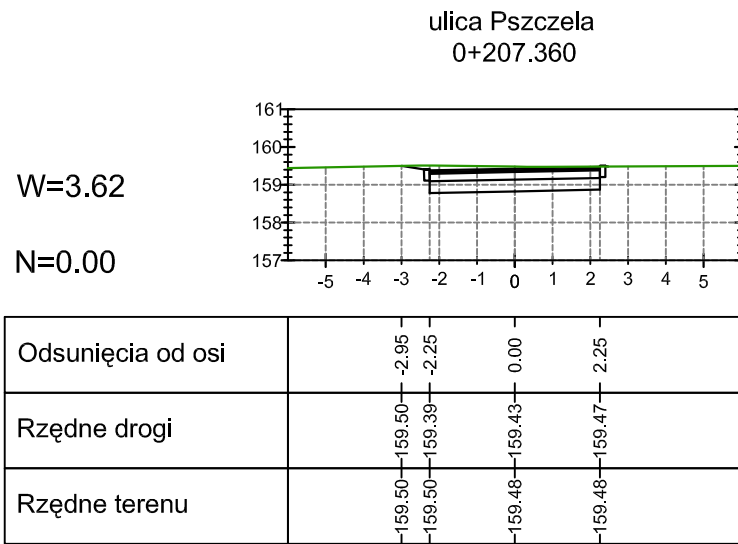 ulica Pszczela
0+207.360
161
160
159
158
157
W=3.62
N=0.00
-5 -4 -3 -2 -1 0 1 2 3 4 5
Odsunięcia od osi -2.95 -2.25 0.00 2.25
Rzędne drogi 159.50 159.39 159.43 159.47
Rzędne terenu 159.50 159.50 159.48 159.48